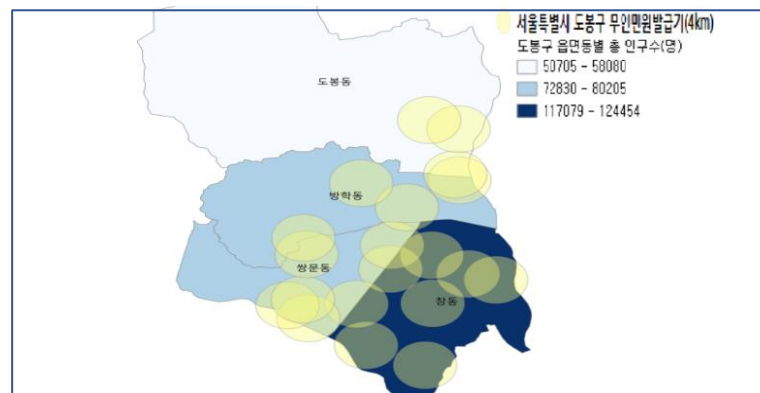 서울특별시 도봉구 무인민원발급기(4km)
도봉구 읍면동별 총 인구수(명)
50705 - 58080
72830 - 80205
117079 - 124454
도봉동
방학동
쌍문동
창동